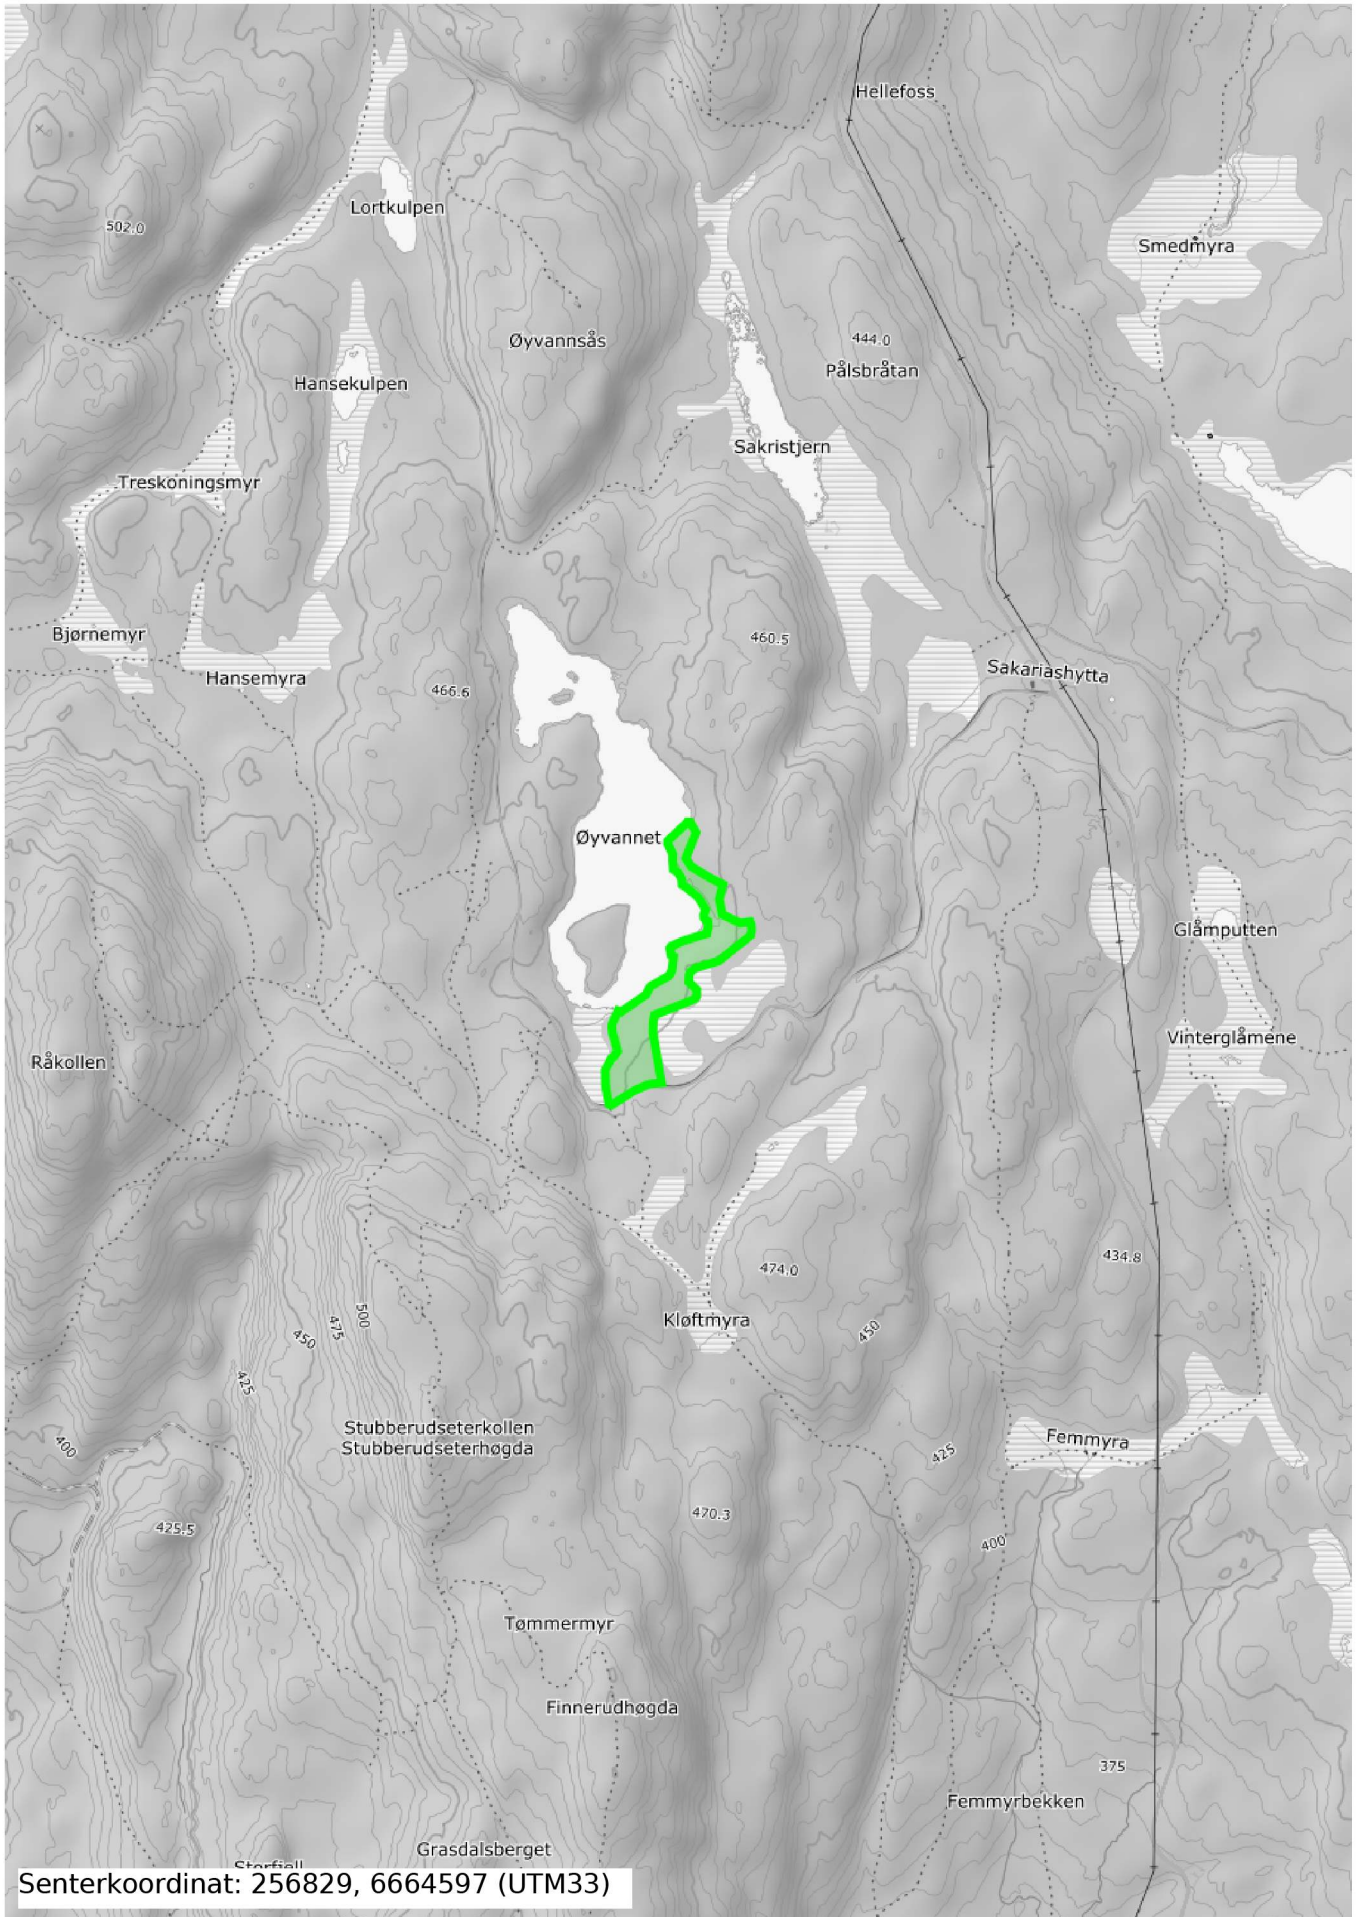 Hellefoss
Lortkulpen
502.0
Smedmyra
Øyvannsås
444.0
Pålsbråtan
Hansekulpen
Sakristjern
Treskoningsmyr
Bjørnemyr
460.5
Hansemyra
466.6
Sakariashytta
Øyvannet
Glåmputten
Vinterglåmene
Råkollen
434.8
474.0
Kløftmyra
500
475
450
450
425
Stubberudseterkollen
Stubberudseterhøgda
400
Femmyra
425
425.5
470.3
400
Tømmermyr
Finnerudhøgda
375
Femmyrbekken
Grasdalsberget
Storfjell
Senterkoordinat: 256829, 6664597 (UTM33)